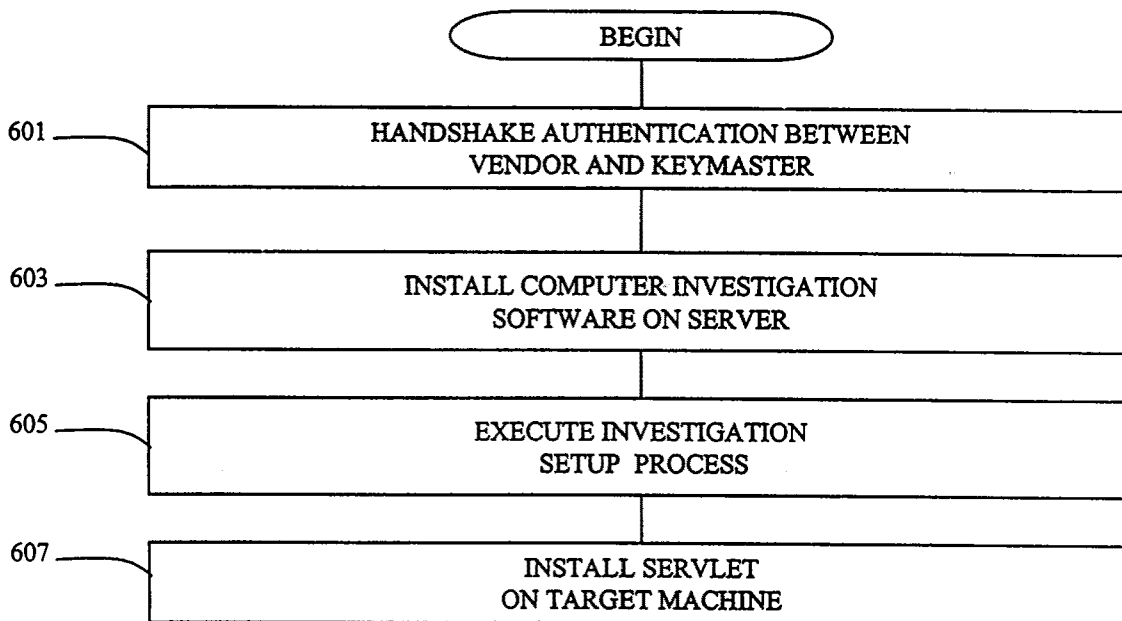 BEGIN
601
HANDSHAKE AUTHENTICATION BETWEEN
VENDOR AND KEYMASTER
603
INSTALL COMPUTER INVESTIGATION
SOFTWARE ON SERVER
605
EXECUTE INVESTIGATION
SETUP PROCESS
607
INSTALL SERVLET
ON TARGET MACHINE